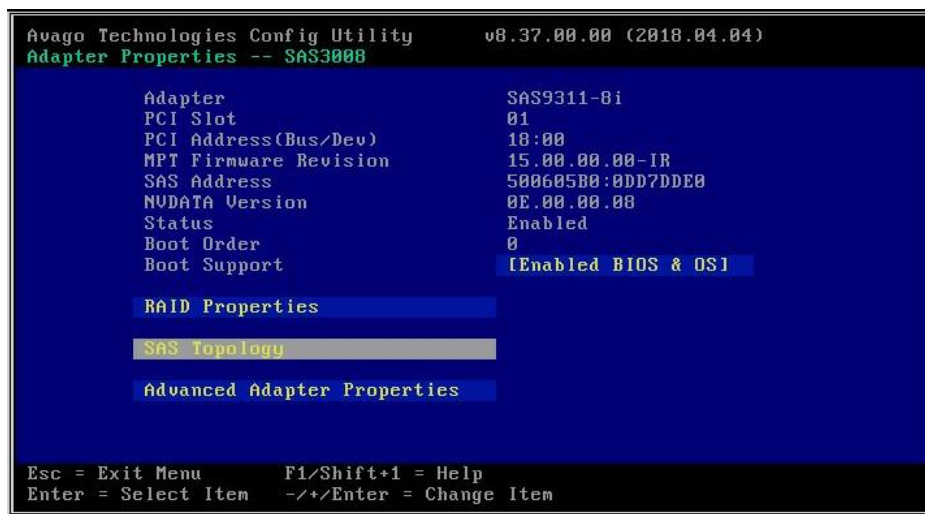 Avago Technologies Config Utility v8.37.00.00 (2018.04.04)
Adapter Properties -- SAS3008
Adapter SAS9311-8i
PCI Slot 01
PCI Address(Bus/Dev) 18:00
MPT Firmware Revision 15.00.00.00-IR
SAS Address 500605B0:0DD7DDE0
NVDATA Version 0E.00.00.08
Status Enabled
Boot Order 0
Boot Support [Enabled BIOS & OS]
RAID Properties
SAS Topology
Advanced Adapter Properties
Esc = Exit Menu F1/Shift+1 = Help
Enter = Select Item -/+/Enter = Change Item